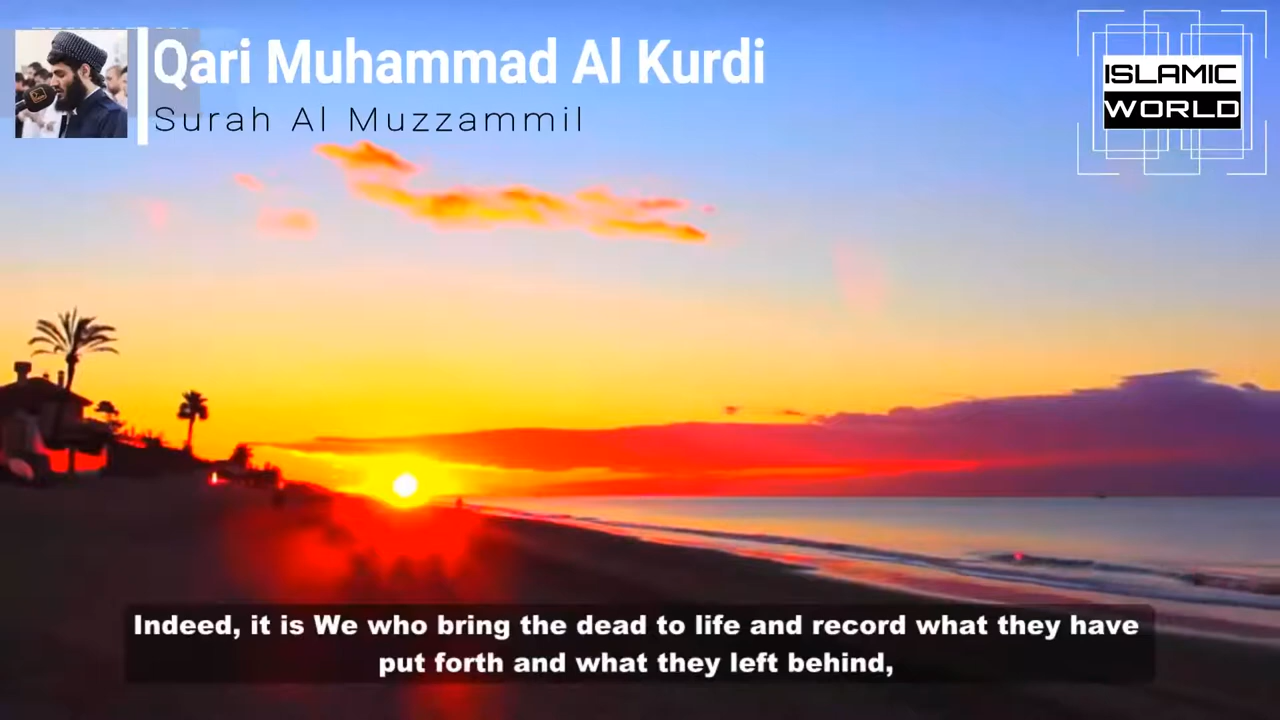 Qari Muhammad Al Kurdi
Surah Al Muzzammil
ISLAMIC
WORLD
Indeed, it is We who bring the dead to life and record what they have
put forth and what they left behind,